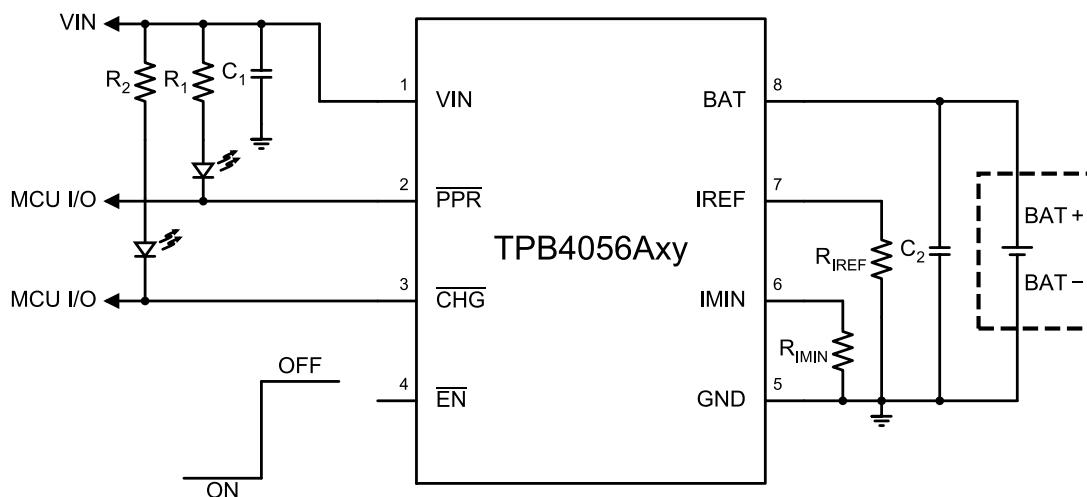 VIN
R2
R1
C1
1
VIN
MCU I/O
2
PPR
MCU I/O
3
CHG
4
EN
OFF
ON
TPB4056Axy
BAT
8
IREF
7
IMIN
6
GND
5
RIREF
RIMIN
C2
BAT+
BAT−